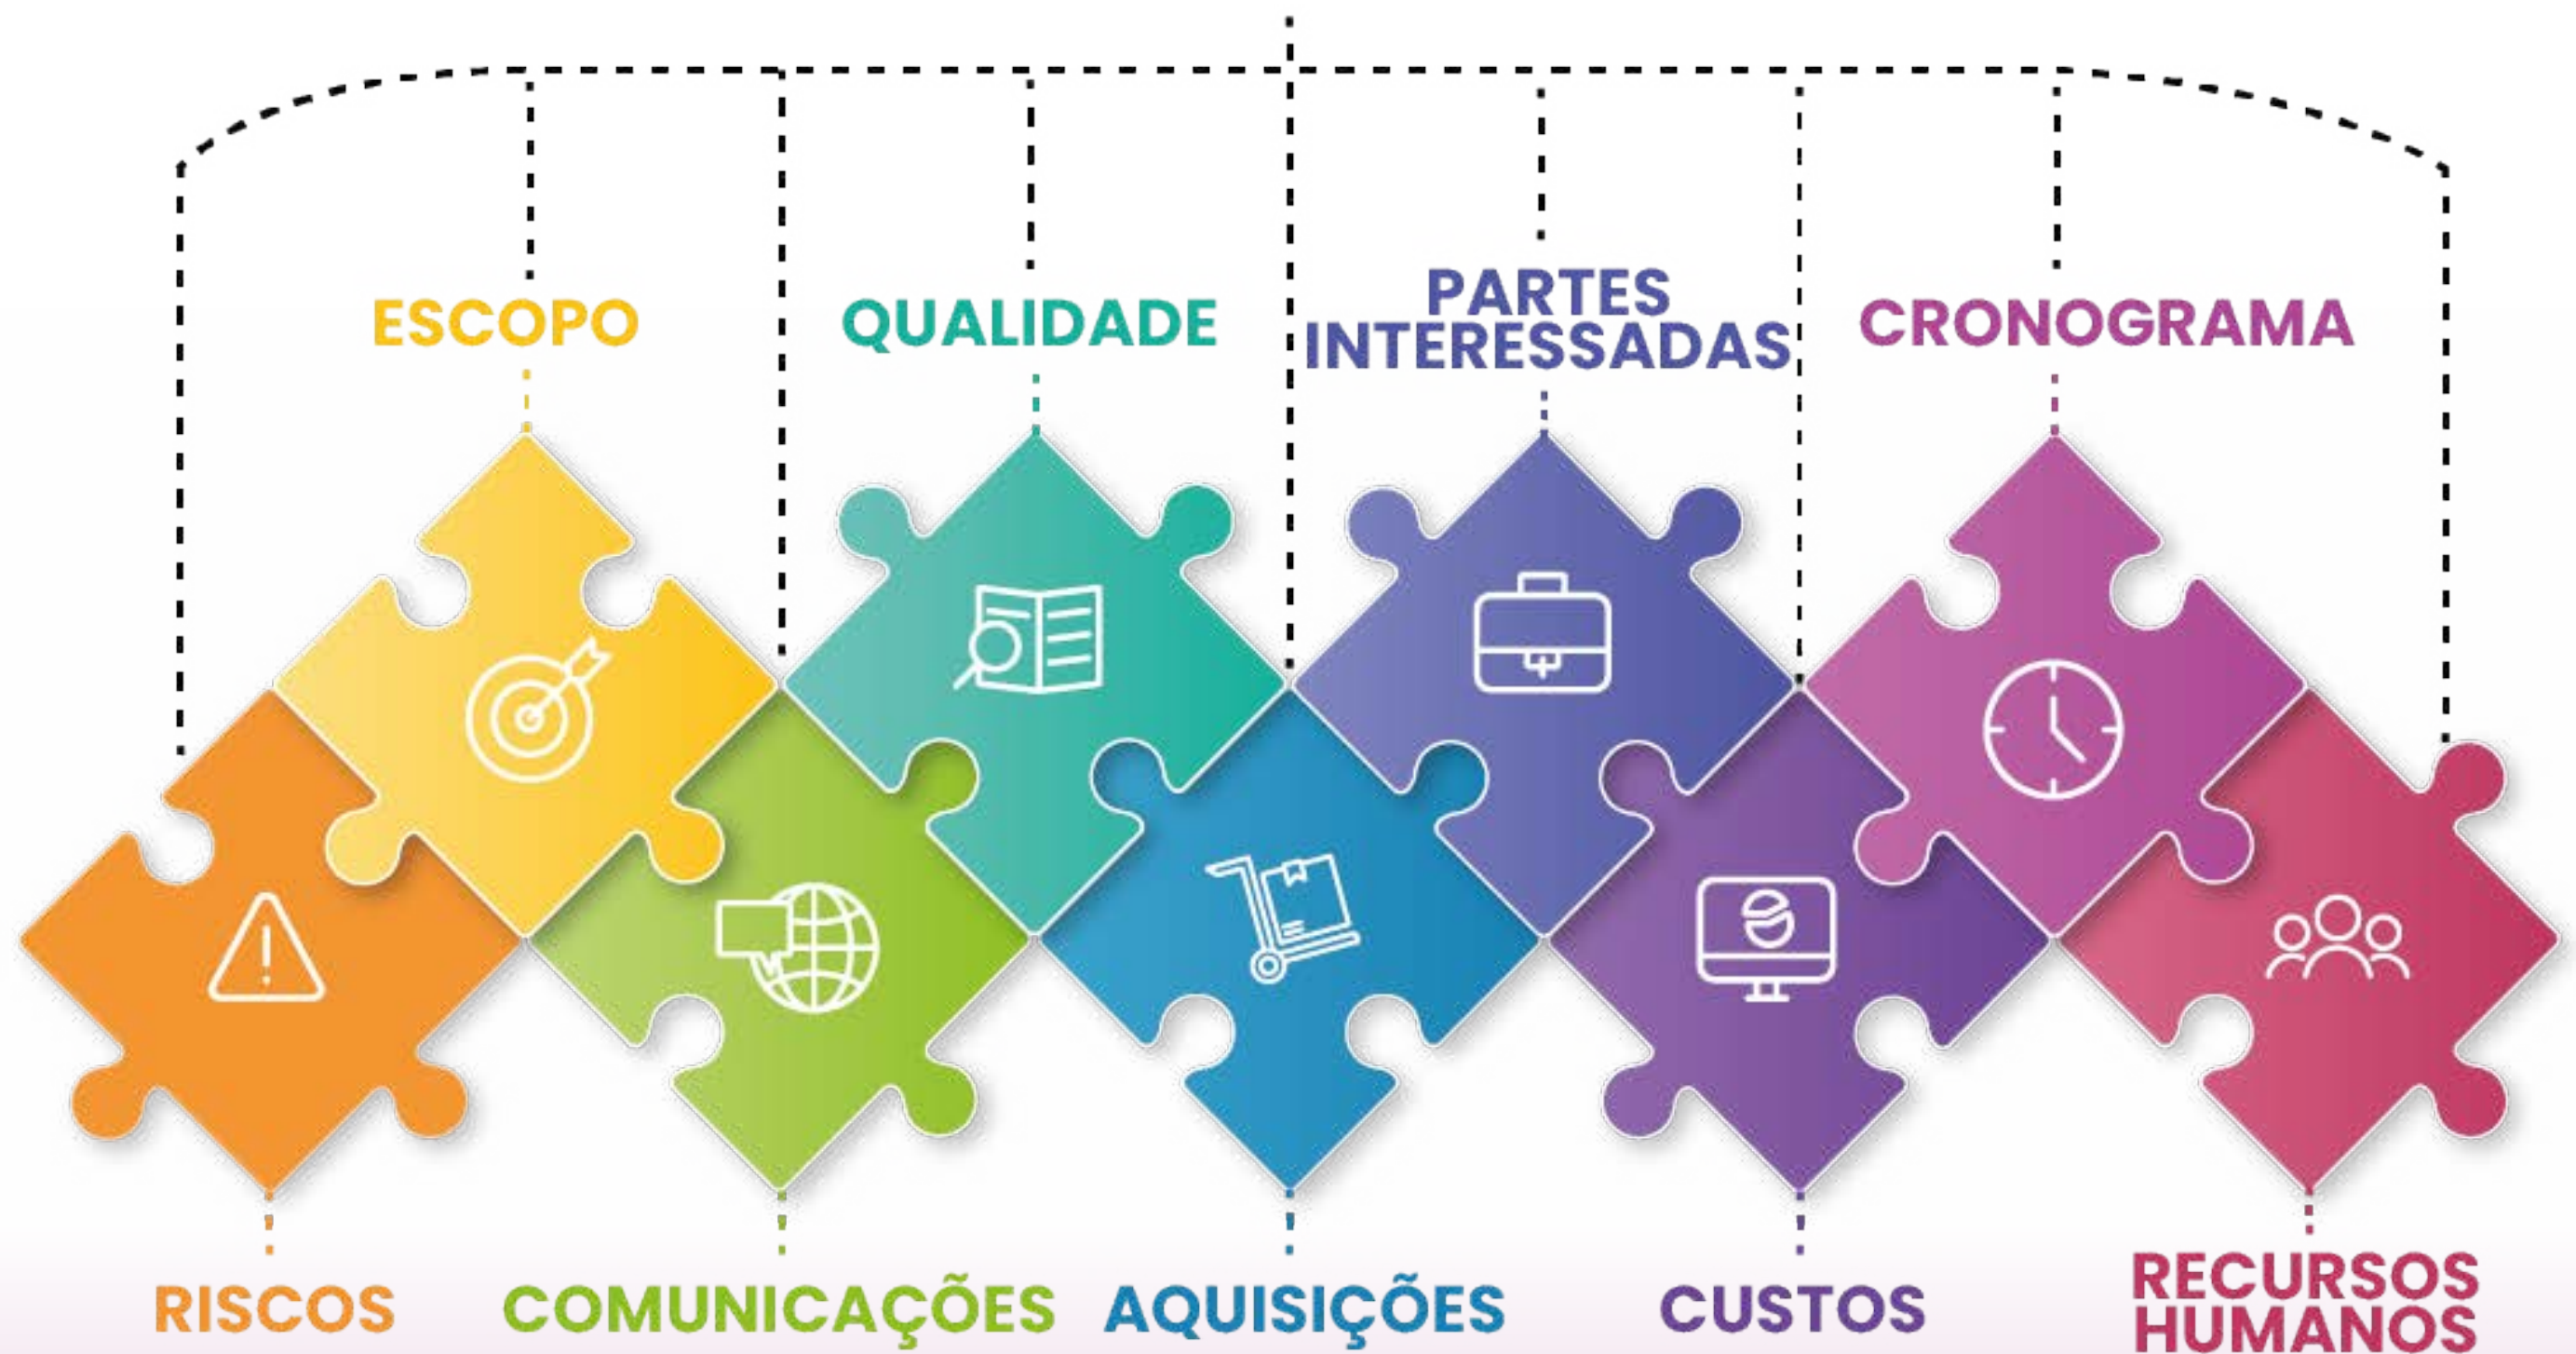 ESCOPO
QUALIDADE
PARTES
INTERESSADAS
CRONOGRAMA
RISCOS
COMUNICAÇÕES
AQUISIÇÕES
CUSTOS
RECURSOS
HUMANOS